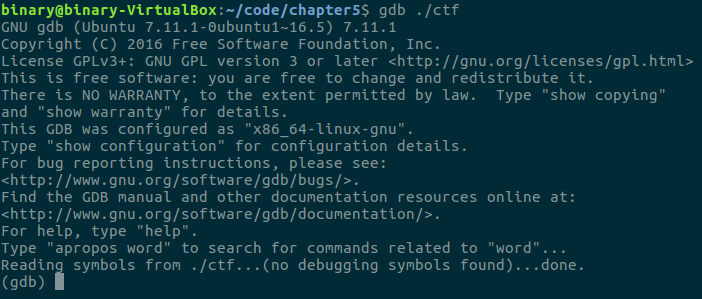 binary@binary-VirtualBox:~/code/chapter5$ gdb ./ctf
GNU gdb (Ubuntu 7.11.1-0ubuntu1~16.5) 7.11.1
Copyright (C) 2016 Free Software Foundation, Inc.
License GPLv3+: GNU GPL version 3 or later <http://gnu.org/licenses/gpl.html>
This is free software: you are free to change and redistribute it.
There is NO WARRANTY, to the extent permitted by law.  Type "show copying"
and "show warranty" for details.
This GDB was configured as "x86_64-linux-gnu".
Type "show configuration" for configuration details.
For bug reporting instructions, please see:
<http://www.gnu.org/software/gdb/bugs/>.
Find the GDB manual and other documentation resources online at:
<http://www.gnu.org/software/gdb/documentation/>.
For help, type "help".
Type "apropos word" to search for commands related to "word"...
Reading symbols from ./ctf...(no debugging symbols found)...done.
(gdb)